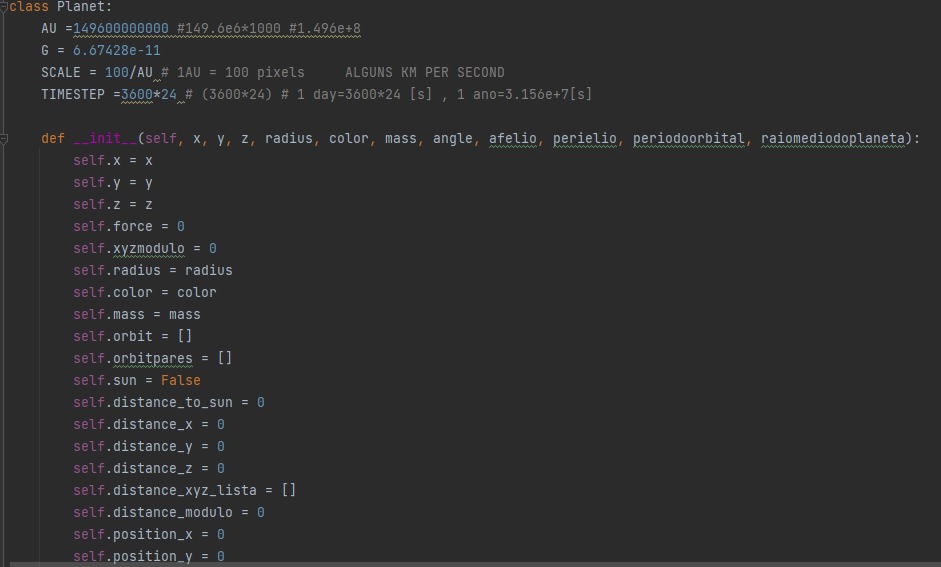 class Planet:
    AU =149600000000 #149.6e6*1000 #1.496e+8
    G = 6.67428e-11
    SCALE = 100/AU # 1AU = 100 pixels     ALGUNS KM PER SECOND
    TIMESTEP =3600*24 # (3600*24) # 1 day=3600*24 [s] , 1 ano=3.156e+7[s]
    def __init__(self, x, y, z, radius, color, mass, angle, afelio, perielio, periodoorbital, raiomediodoplaneta):
        self.x = x
        self.y = y
        self.z = z
        self.force = 0
        self.xyzmodulo = 0
        self.radius = radius
        self.color = color
        self.mass = mass
        self.orbit = []
        self.orbitpares = []
        self.sun = False
        self.distance_to_sun = 0
        self.distance_x = 0
        self.distance_y = 0
        self.distance_z = 0
        self.distance_xyz_lista = []
        self.distance_modulo = 0
        self.position_x = 0
        self.position_y = 0